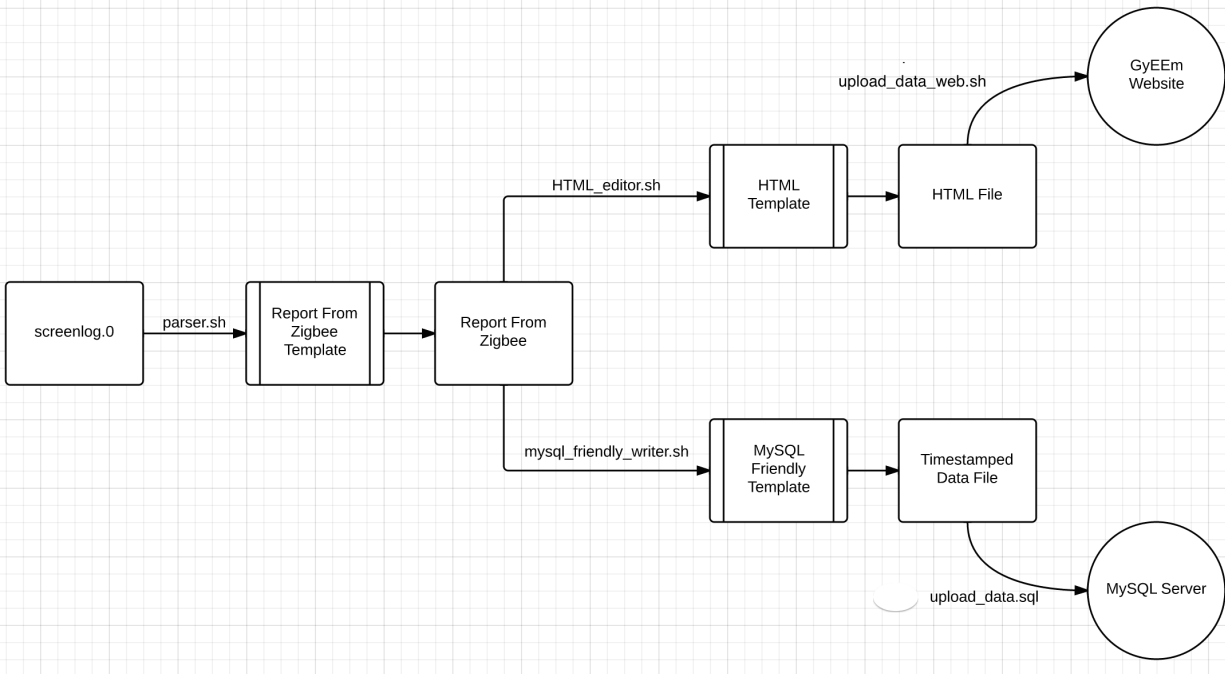 GyEEm
Website
upload_data_web.sh
HTML_editor.sh
HTML
Template
HTML File
screenlog.0
parser.sh
Report From
Zigbee
Template
Report From
Zigbee
mysql_friendly_writer.sh
MySQL
Friendly
Template
Timestamped
Data File
upload_data.sql
MySQL Server